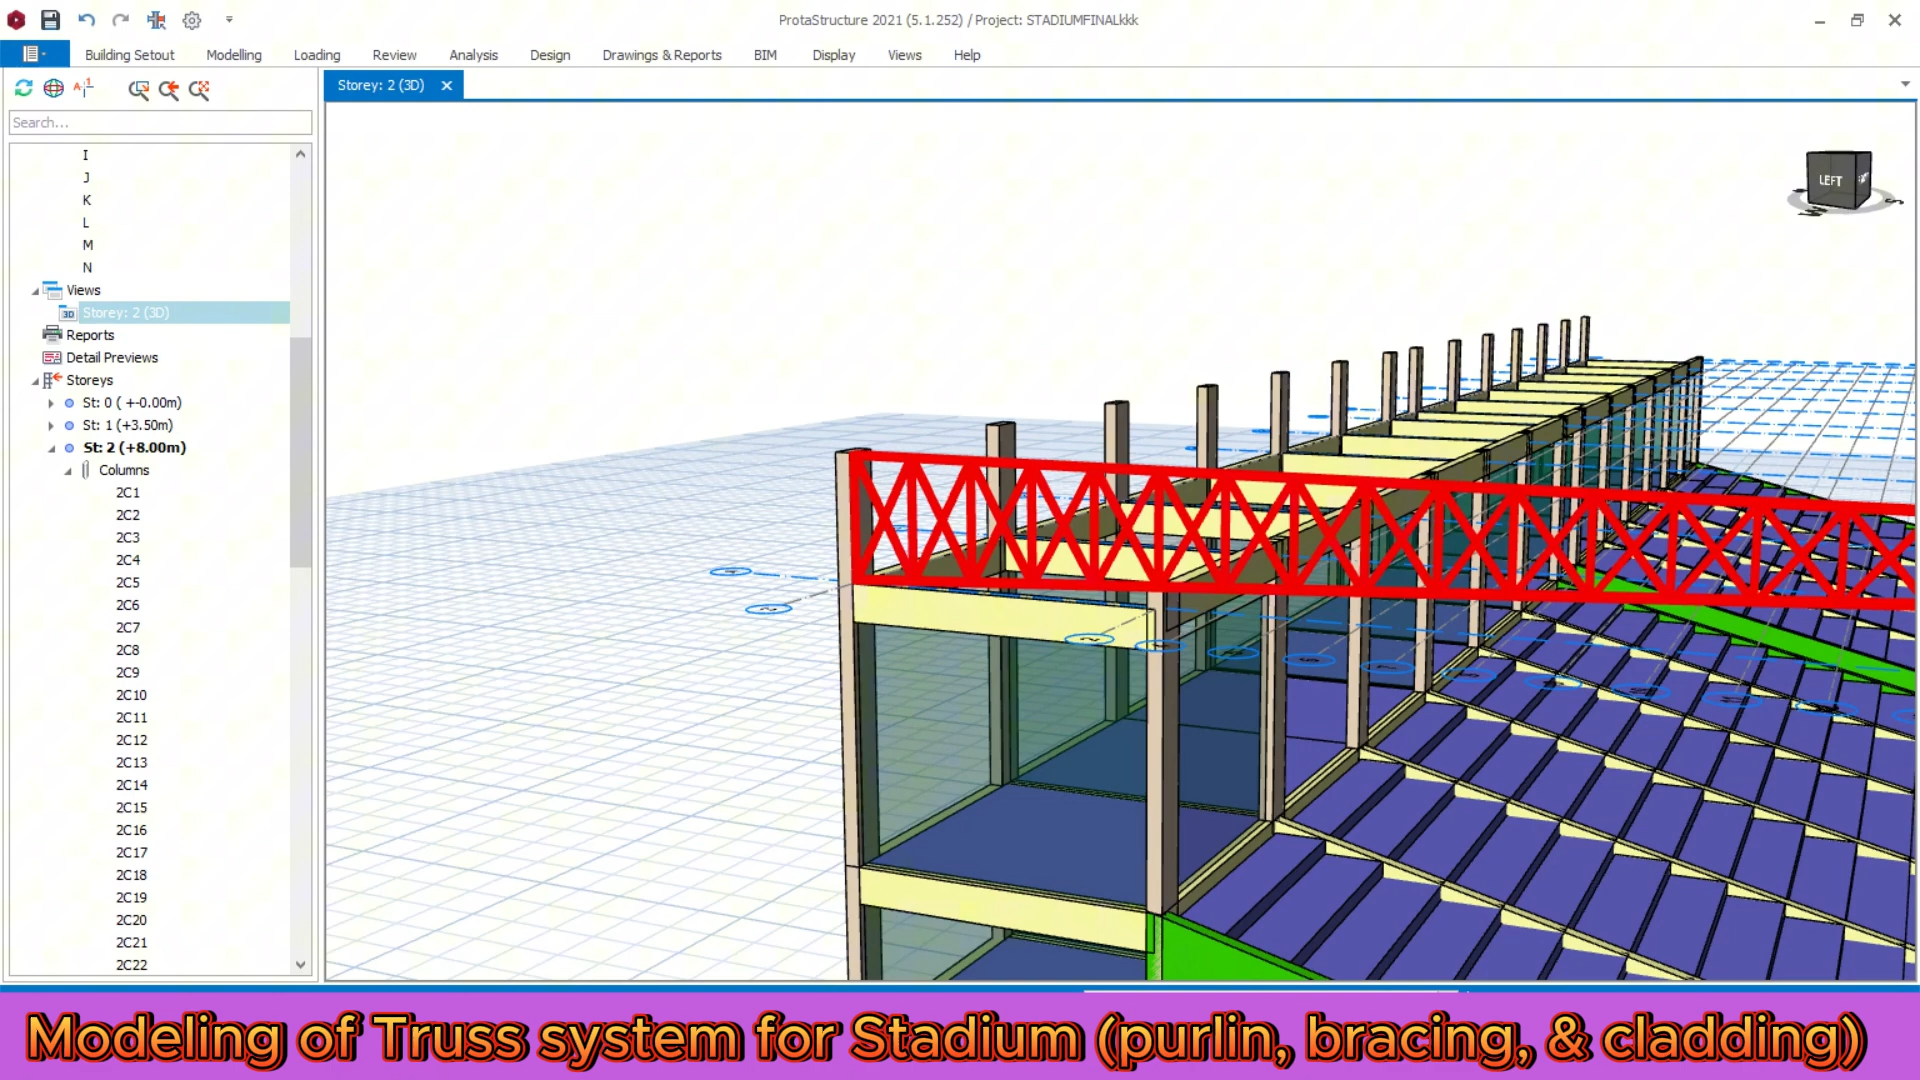 ProtaStructure 2021 (5.1.252) / Project: STADIUMFINALkkk
Building Setout Modelling Loading Review Analysis Design Drawings & Reports BIM Display Views Help
Storey: 2 (3D)
Search...
I
J
K
L
M
N
Views
3D Storey: 2 (3D)
Reports
Detail Previews
Storeys
St: 0 ( +-0.00m)
St: 1 (+3.50m)
St: 2 (+8.00m)
Columns
2C1
2C2
2C3
2C4
2C5
2C6
2C7
2C8
2C9
2C10
2C11
2C12
2C13
2C14
2C15
2C16
2C17
2C18
2C19
2C20
2C21
2C22
LEFT
Modeling of Truss system for Stadium (purlin, bracing, & cladding)